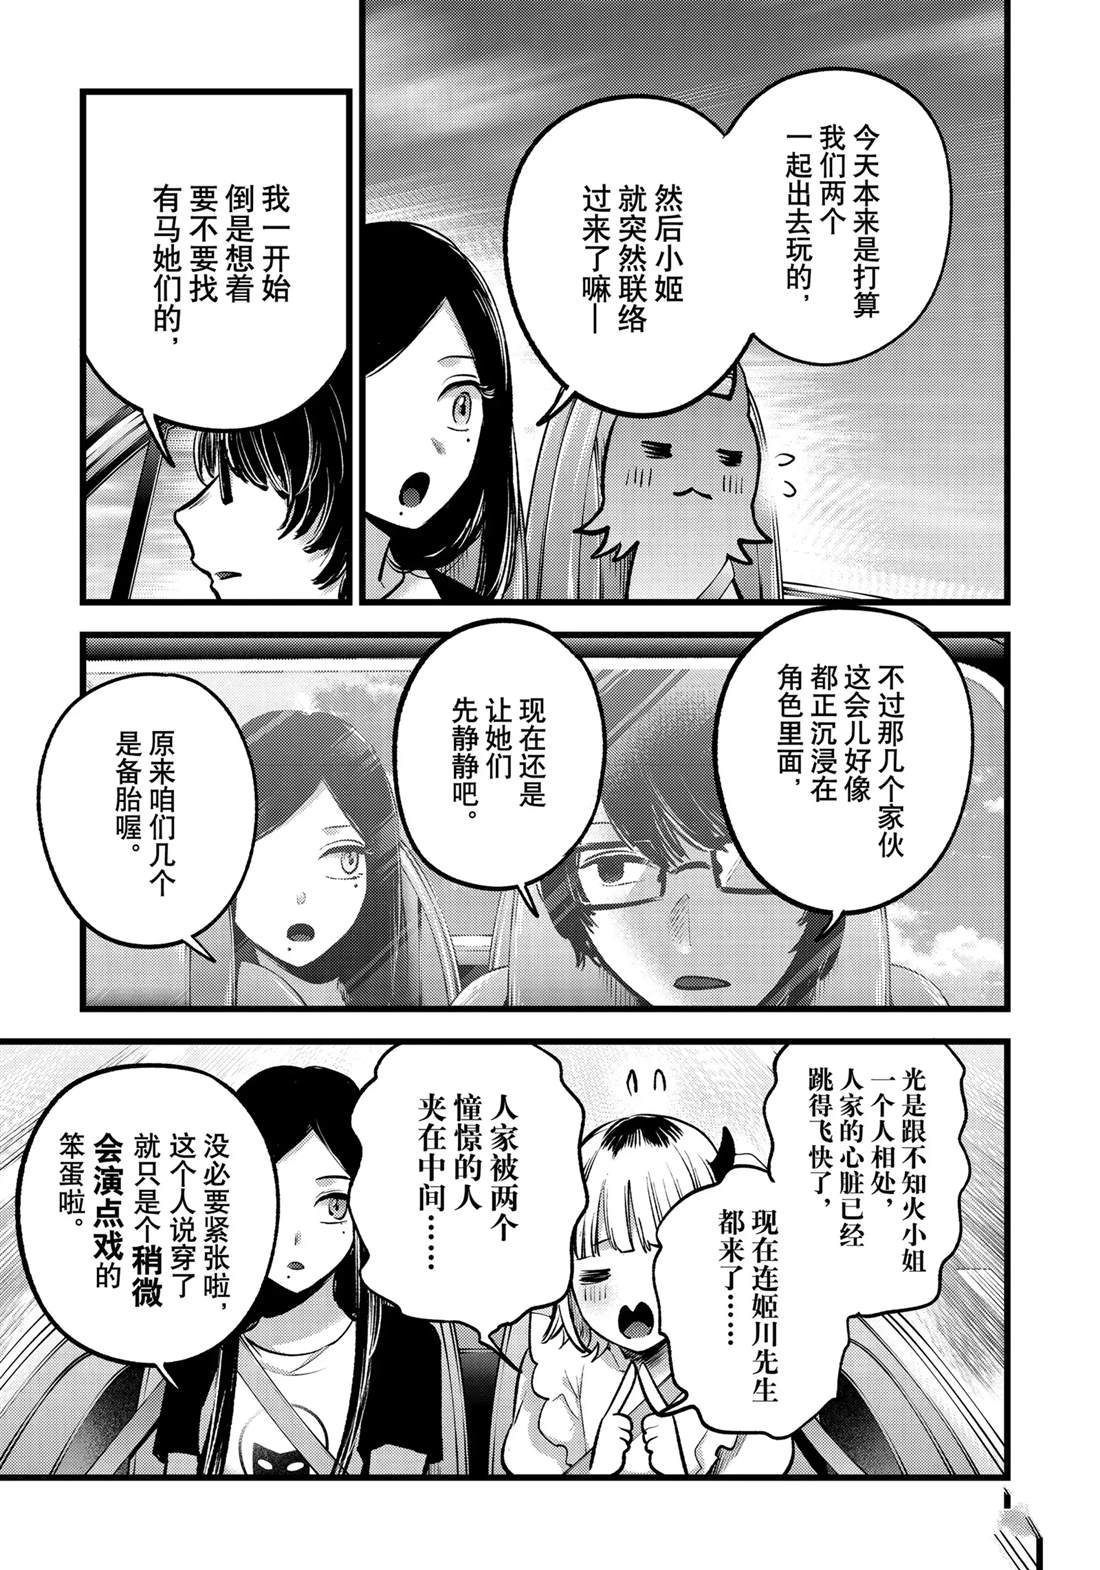 今天本来是打算
我们两个
一起出去玩的，
然后小姬
就突然联络
过来了嘛—
我一开始
倒是想着
要不要找
有马她们的，
不过那几个家伙
这会儿好像
都正沉浸在
角色里面，
现在还是
让她们
先静静吧。
原来咱们几个
是备胎喔。
光是跟不知火小姐
一个人相处，
人家的心脏已经
跳得飞快了，
现在连姬川先生
都来了……
人家被两个
憧憬的人
夹在中间……
没必要紧张啦，
这个人说穿了
就只是个稍微
会演点戏的
笨蛋啦。